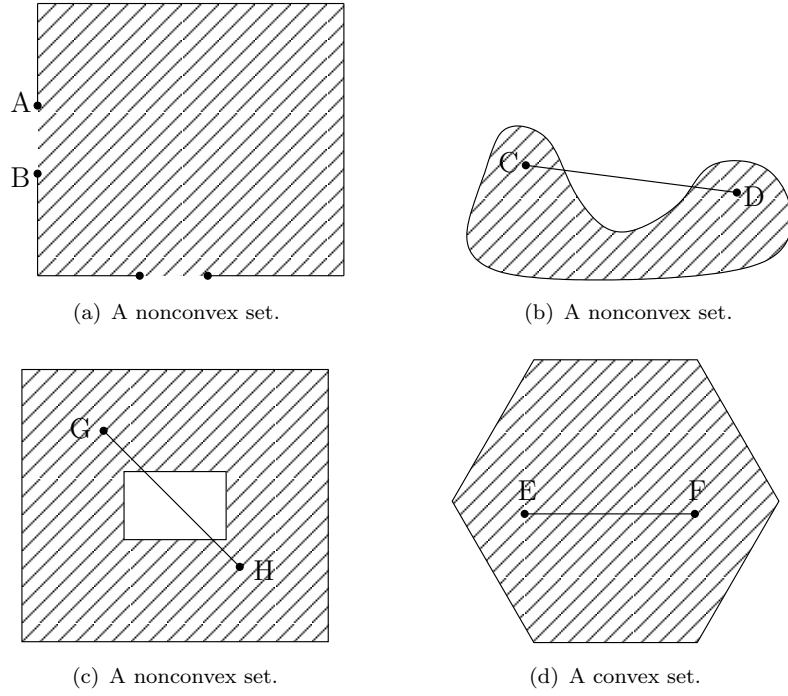 A
B
(a) A nonconvex set.
C
D
(b) A nonconvex set.
G
H
(c) A nonconvex set.
E
F
(d) A convex set.